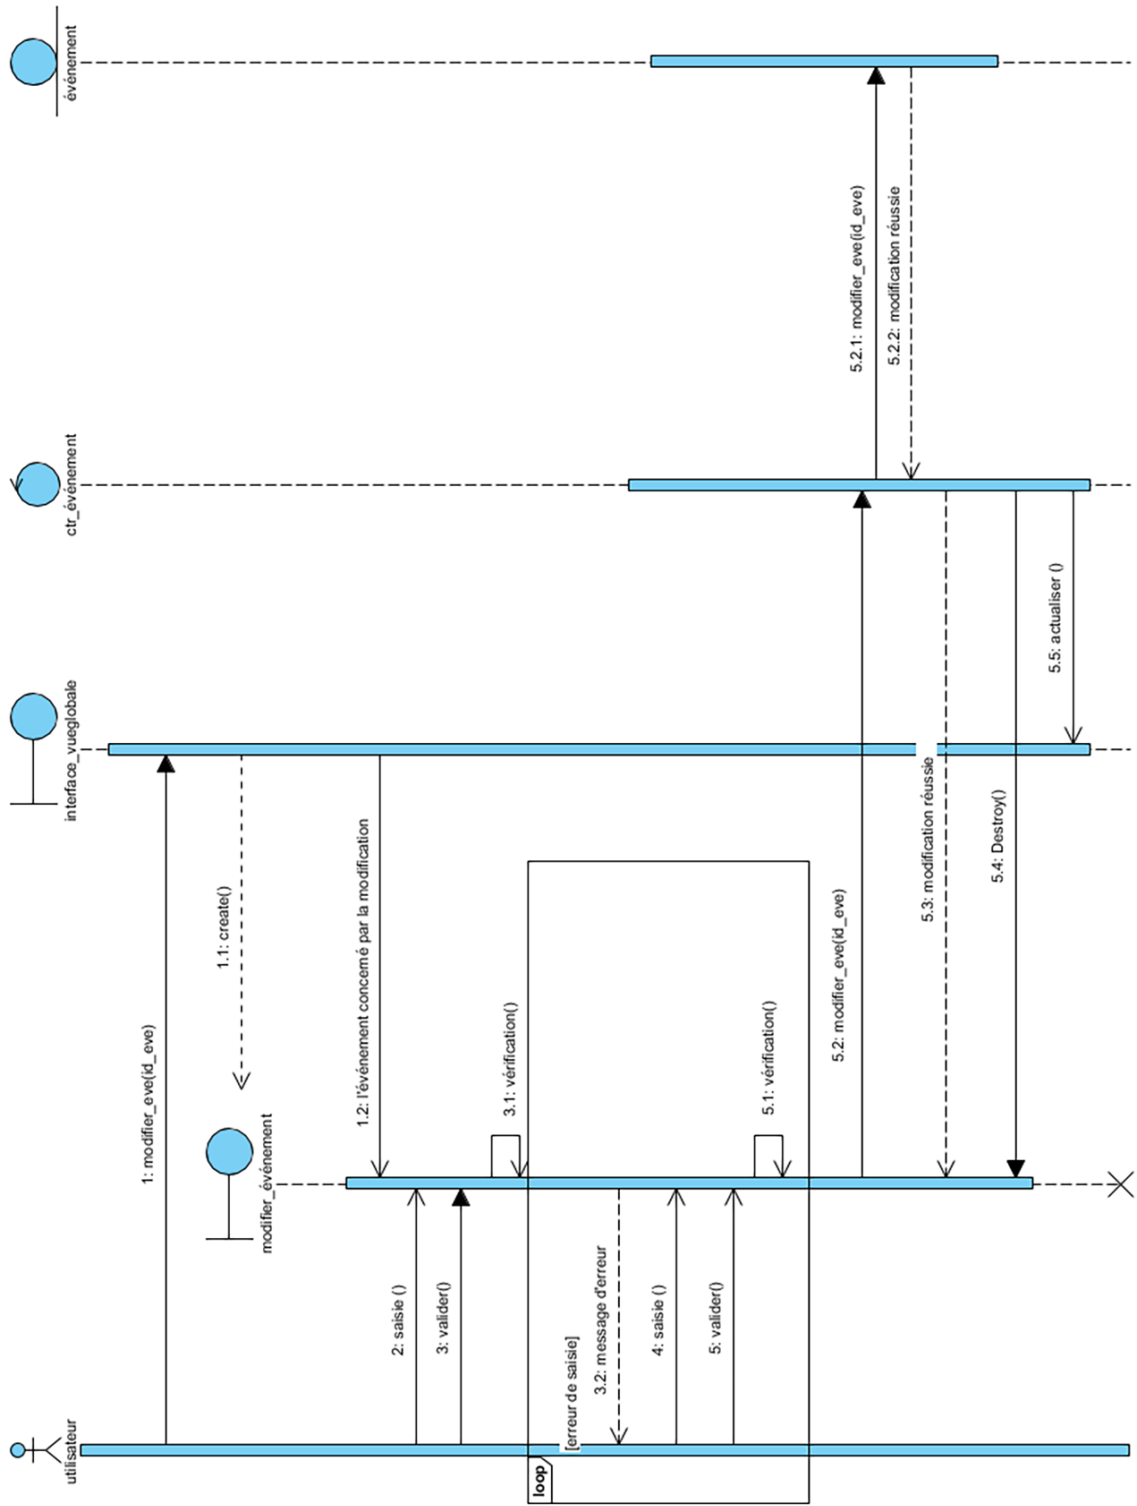 utilisateur
modifier_événement
interface_vueglobale
ctr_événement
événement
1: modifier_eve(id_eve)
1.1: create()
1.2: l'événement concerné par la modification
2: saisie ()
3: valider()
3.1: vérification()
loop
[erreur de saisie]
3.2: message d'erreur
4: saisie ()
5: valider()
5.1: vérification()
5.2: modifier_eve(id_eve)
5.2.1: modifier_eve(id_eve)
5.2.2: modification réussie
5.3: modification réussie
5.4: Destroy()
5.5: actualiser ()